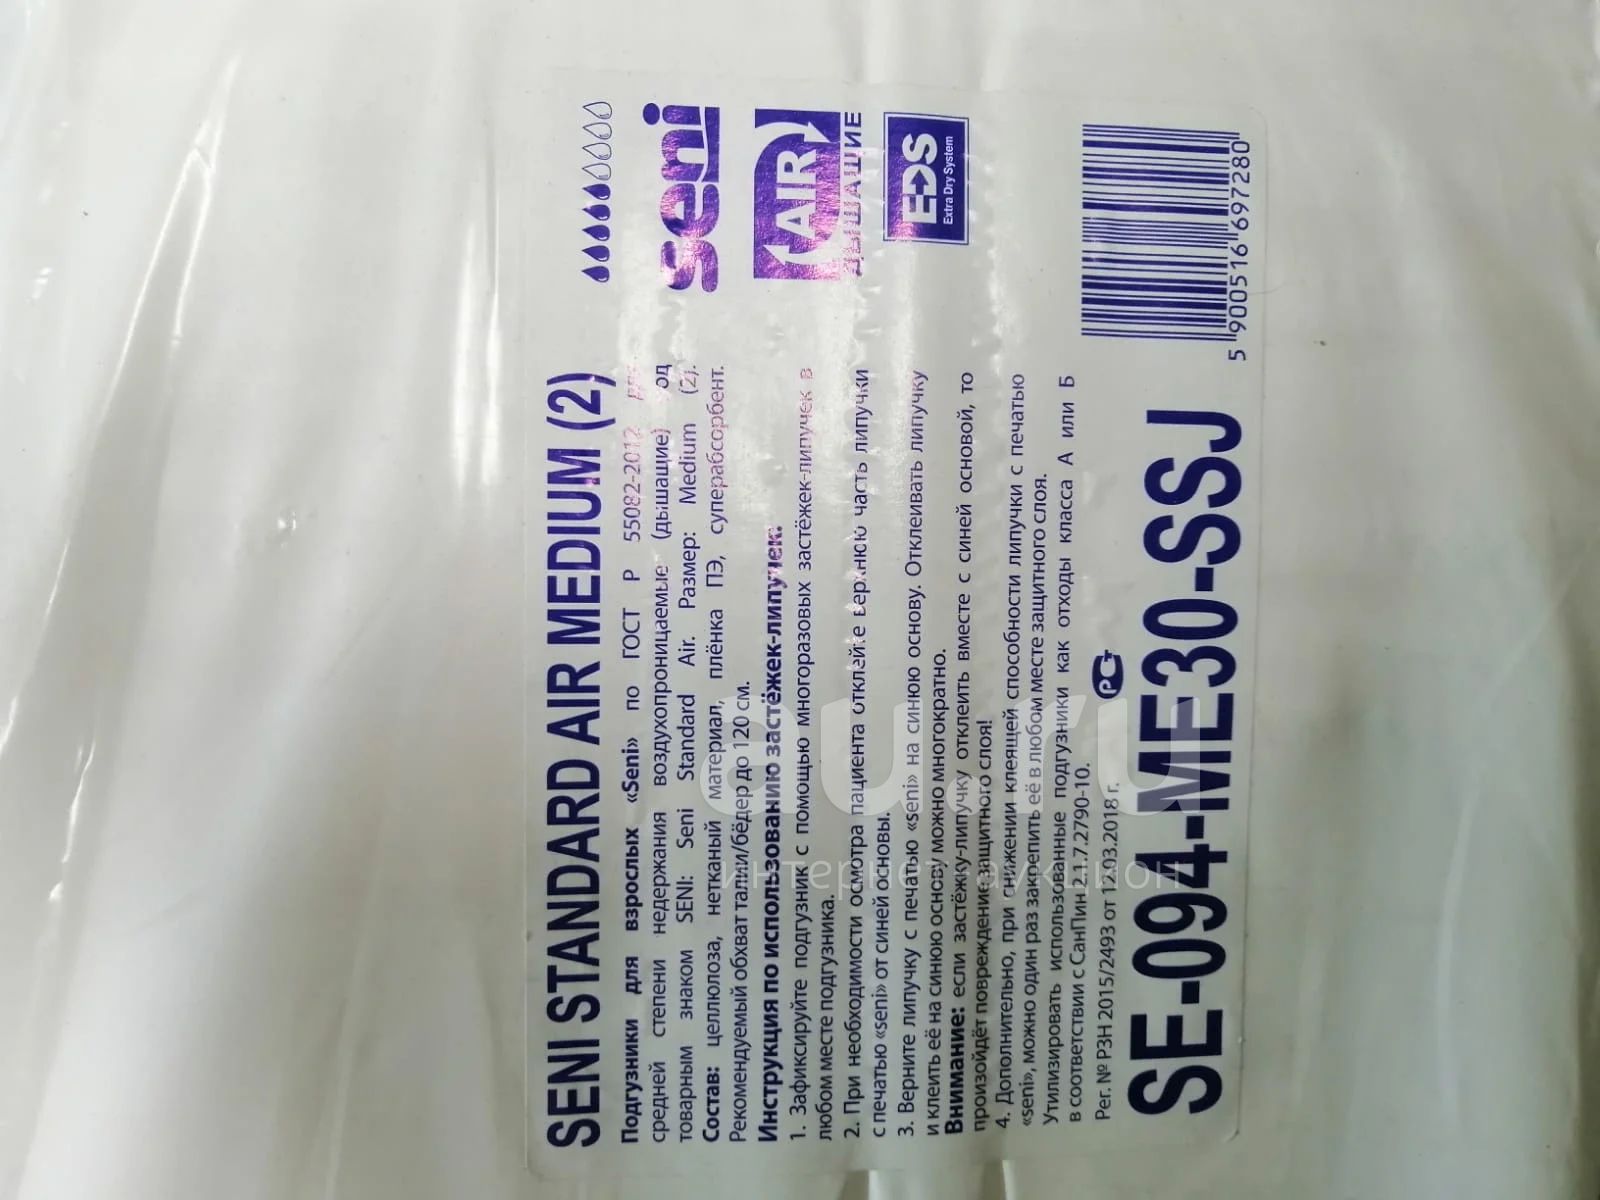 SENI STANDARD AIR MEDIUM (2)
Подгузники для взрослых «Seni» по ГОСТ Р 55082-2012 для
средней степени недержания воздухопроницаемые (дышащие) под
товарным знаком SENI: Seni Standard Air. Размер: Medium (2).
Состав: целлюлоза, нетканый материал, плёнка ПЭ, суперабсорбент.
Рекомендуемый обхват талии/бёдер до 120 см.
Инструкция по использованию застёжек-липучек:
1. Зафиксируйте подгузник с помощью многоразовых застёжек-липучек в
любом месте подгузника.
2. При необходимости осмотра пациента отклейте верхнюю часть липучки
с печатью «seni» от синей основы.
3. Верните липучку с печатью «seni» на синюю основу. Отклеивать липучку
и клеить её на синюю основу можно многократно.
Внимание: если застёжку-липучку отклеить вместе с синей основой, то
произойдёт повреждение защитного слоя!
4. Дополнительно, при снижении клеящей способности липучки с печатью
«seni», можно один раз закрепить её в любом месте защитного слоя.
Утилизировать использованные подгузники как отходы класса А или Б
в соответствии с СанПин 2.1.7.2790-10.
Рег. № РЗН 2015/2493 от 12.03.2018 г.
SE-094-ME30-SSJ
seni
AIR
ДЫШАЩИЕ
EDS
Extra Dry System
5 900516 697280
au.ru
интернет-аукцион